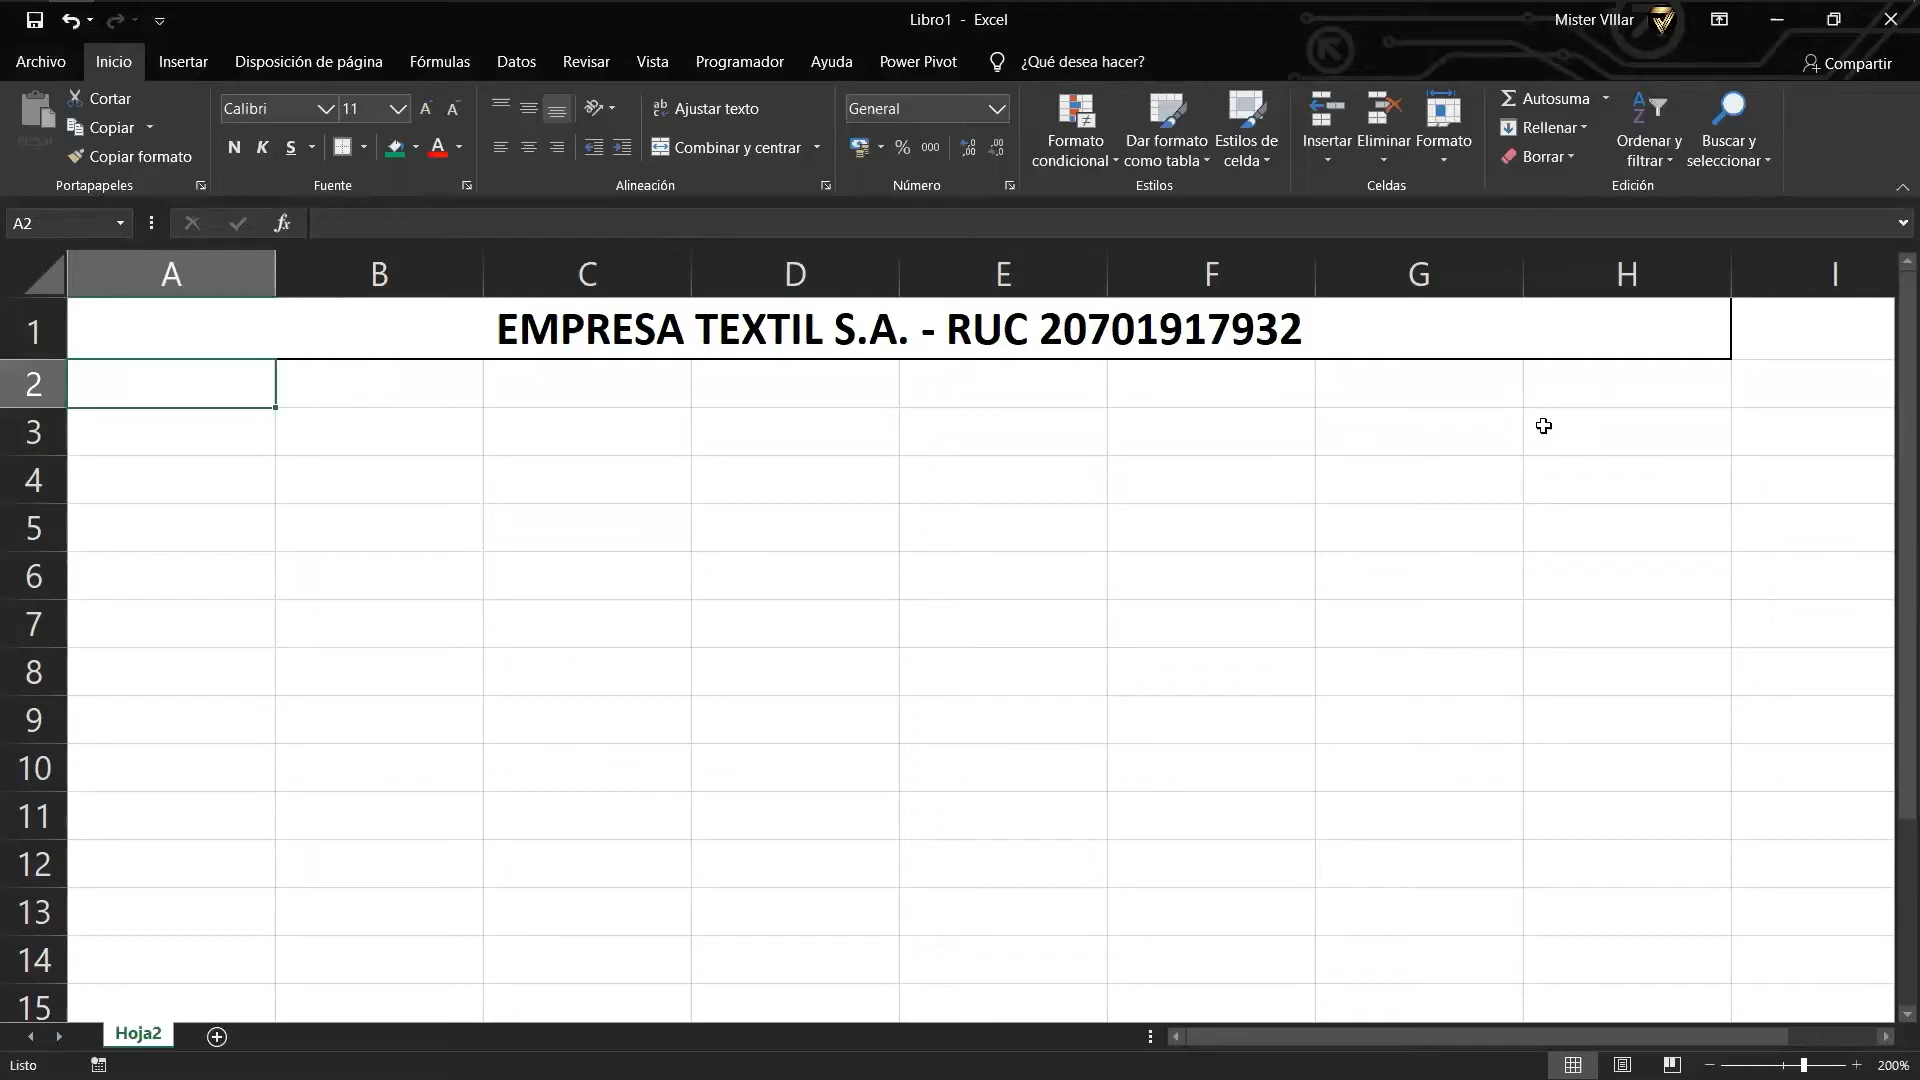 Libro1 - Excel
Mister VIllar
Archivo
Inicio
Insertar
Disposición de página
Fórmulas
Datos
Revisar
Vista
Programador
Ayuda
Power Pivot
¿Qué desea hacer?
Compartir
Cortar
Copiar
Copiar formato
Portapapeles
Calibri
11
N K S
Fuente
Ajustar texto
Combinar y centrar
Alineación
General
% 000
Número
Formato condicional
Dar formato como tabla
Estilos de celda
Estilos
Insertar
Eliminar
Formato
Celdas
Autosuma
Rellenar
Borrar
Ordenar y filtrar
Buscar y seleccionar
Edición
A2
fx
A B C D E F G H I
1 EMPRESA TEXTIL S.A. - RUC 20701917932
2
3
4
5
6
7
8
9
10
11
12
13
14
15
Hoja2
Listo
200%